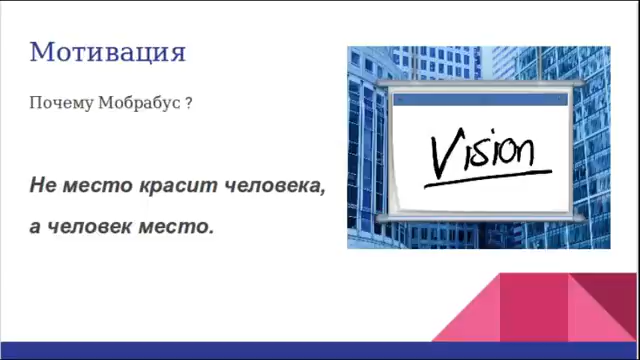 Мотивация
Почему Мобрабус ?
Не место красит человека,
а человек место.
Vision